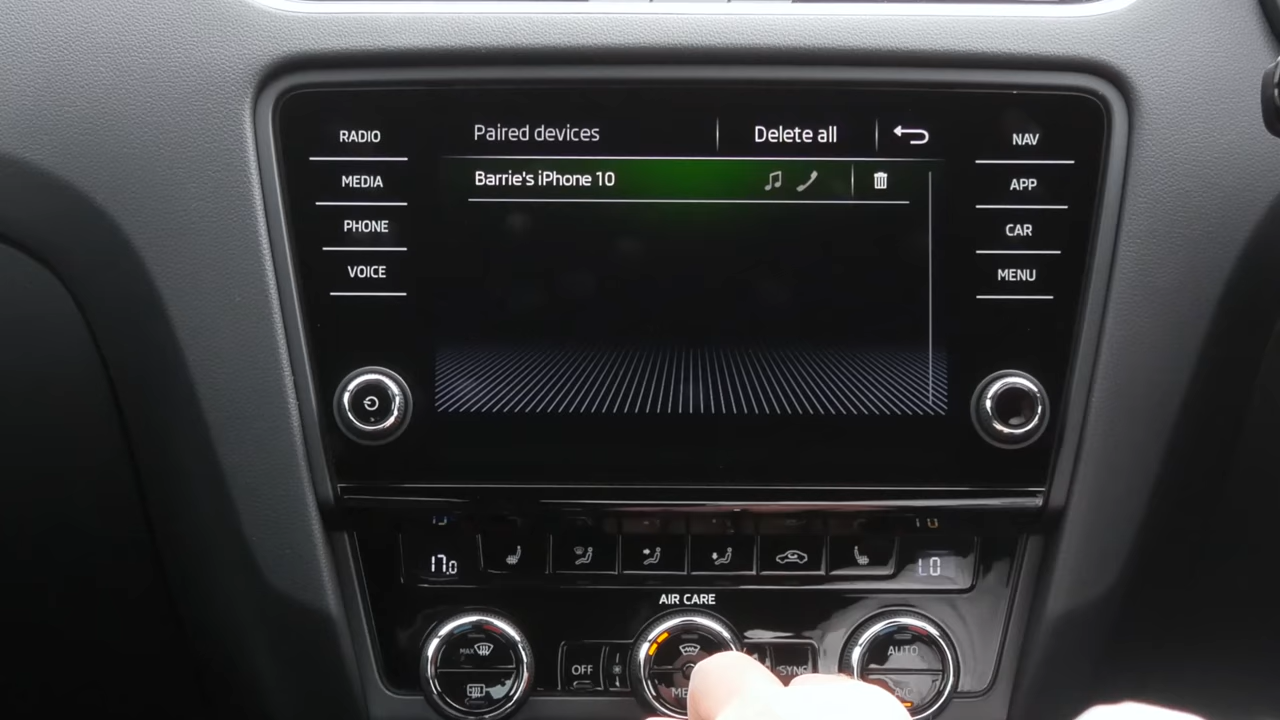 RADIO
MEDIA
PHONE
VOICE
Paired devices
Delete all
Barrie's iPhone 10
NAV
APP
CAR
MENU
17.0
LO
AIR CARE
MAX
OFF
SYNC
AUTO
A/C